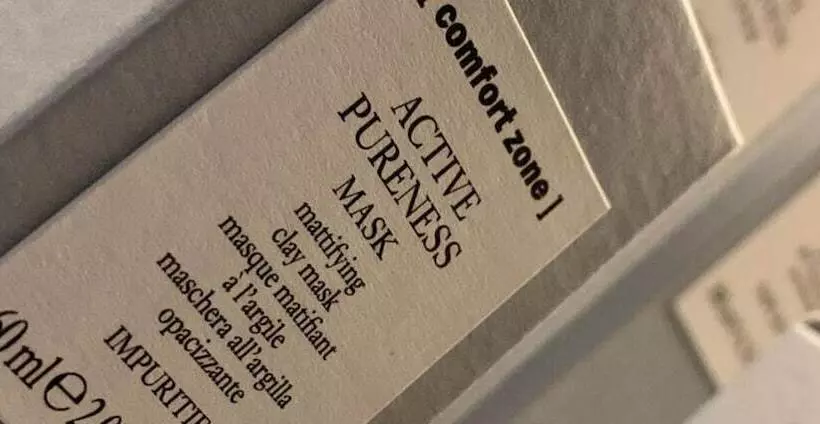 [ comfort zone ]
ACTIVE
PURENESS
MASK
mattifying
clay mask
masque matifiant
à l'argile
maschera all'argilla
opacizzante